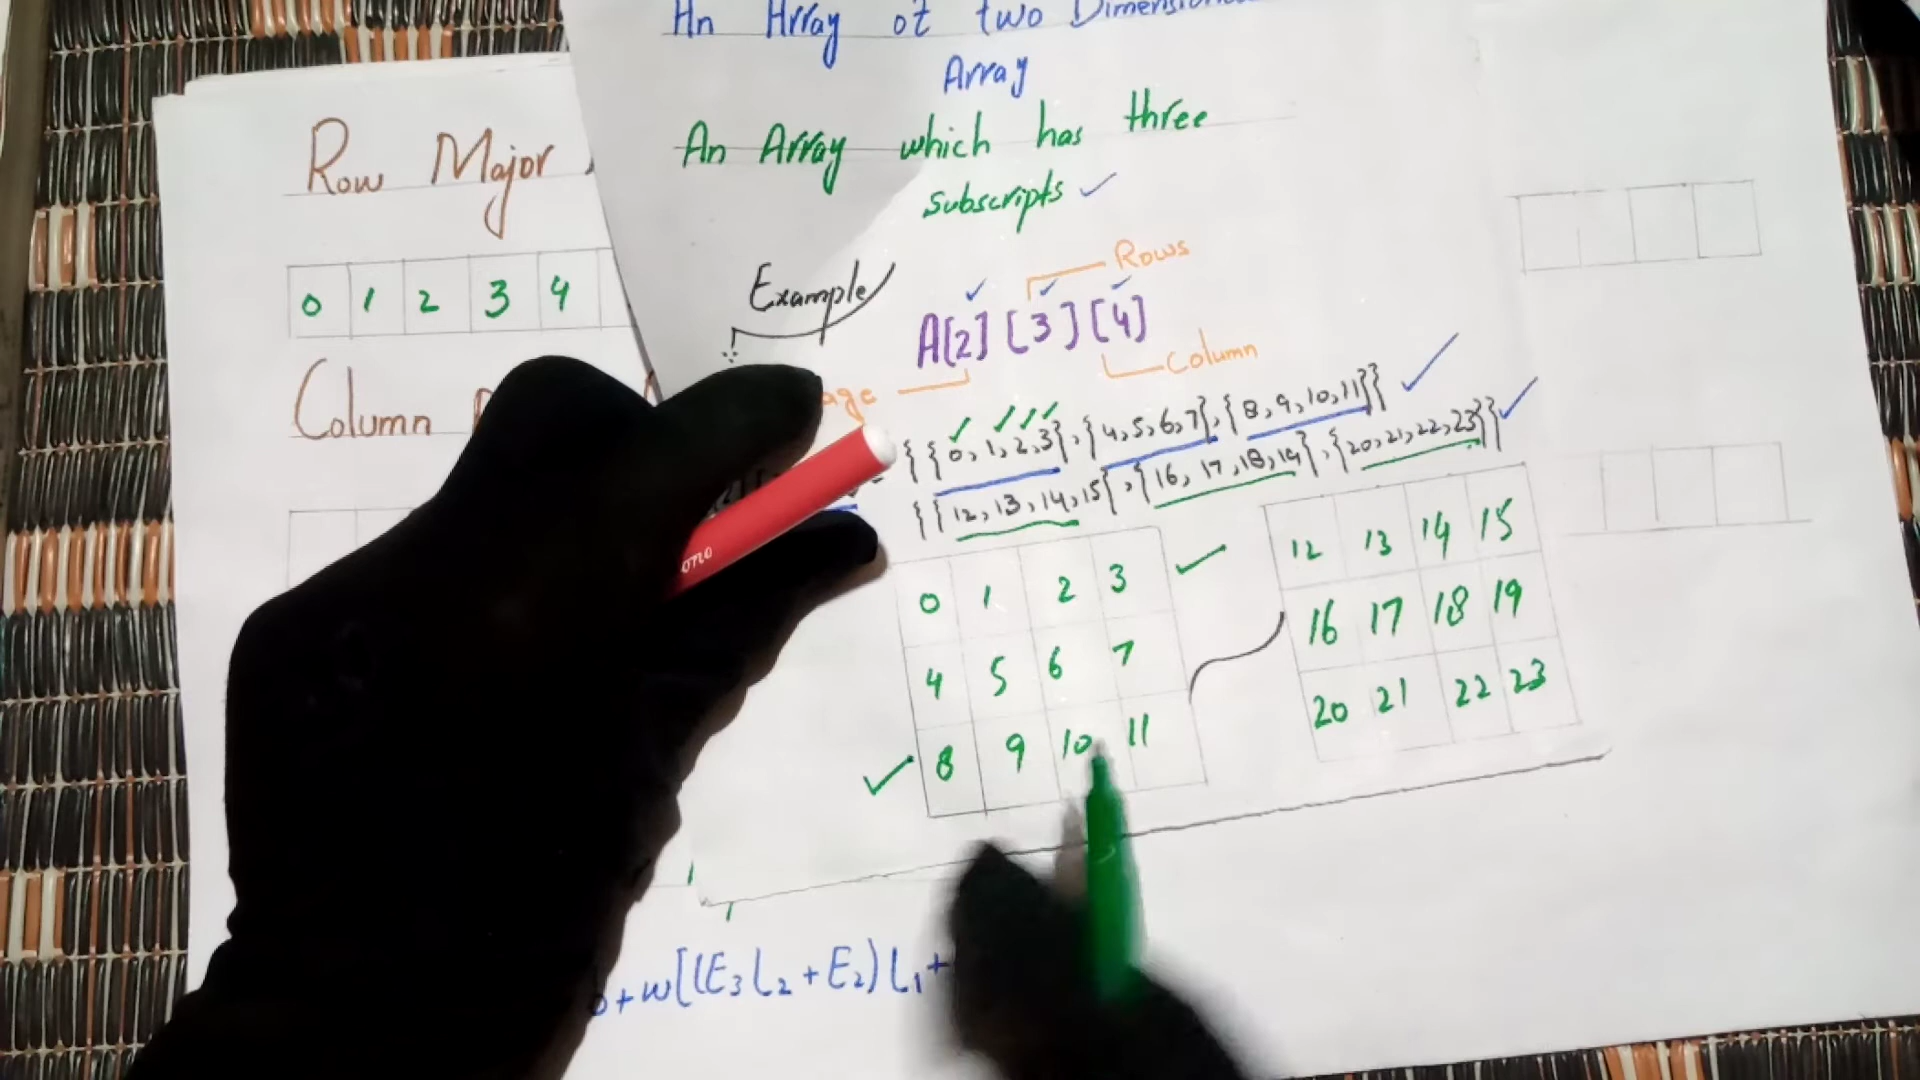 An Array of two Dimensional
Array
An Array which has three
Subscripts
Row Major
Example
Rows
A[2] [3] [4]
Column
0 1 2 3 4
Column
{{0,1,2,3},{4,5,6,7},{8,9,10,11}}
{{12,13,14,15},{16,17,18,19},{20,21,22,23}}
0 1 2 3
4 5 6 7
8 9 10 11
12 13 14 15
16 17 18 19
20 21 22 23
+w[(E3L2+E2)L1+